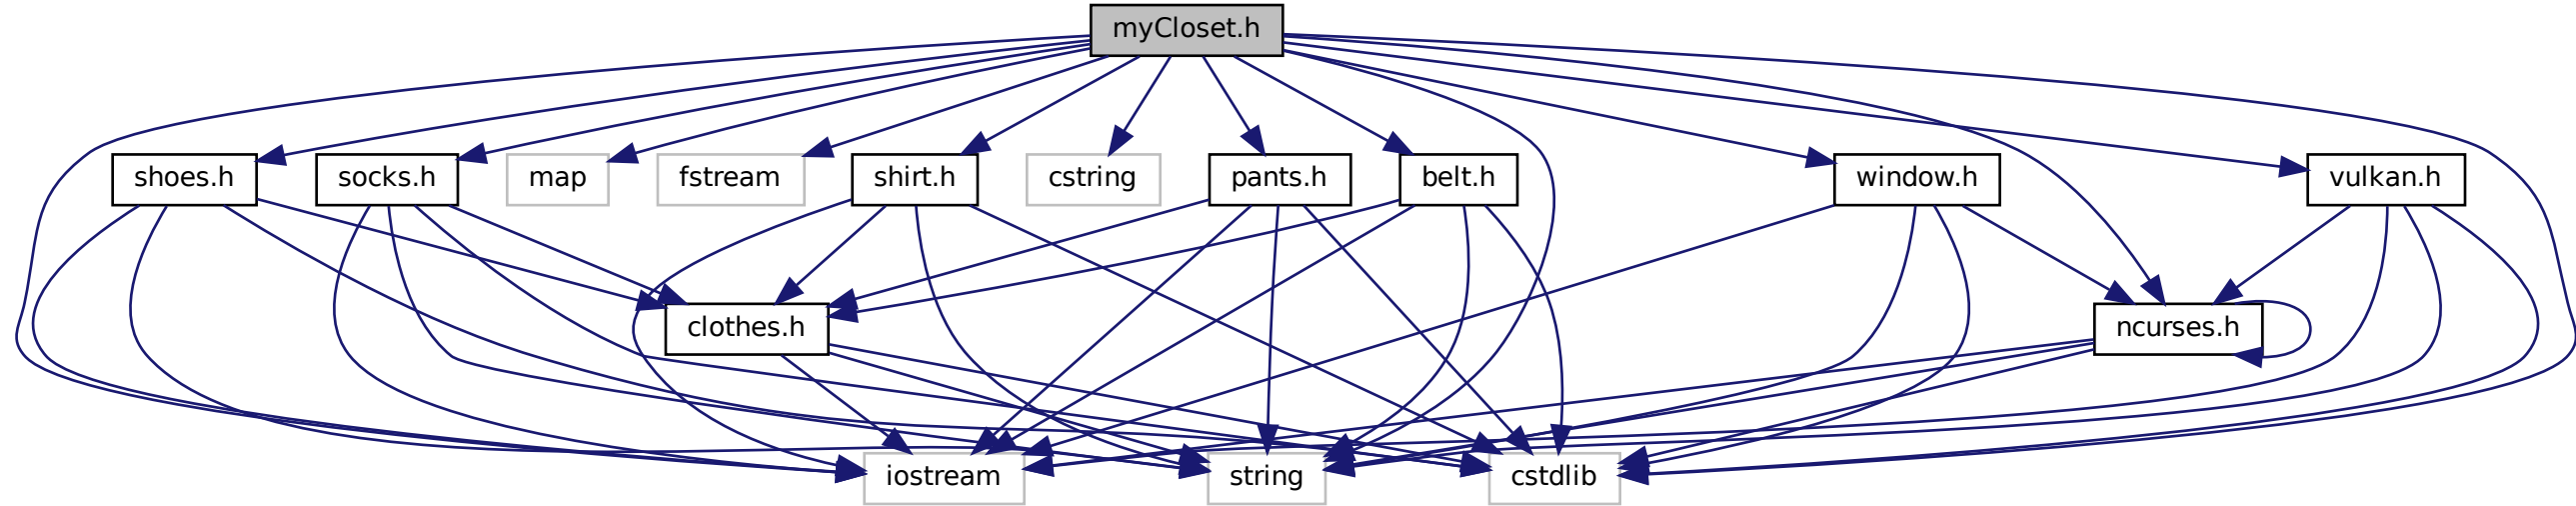 myCloset.h
shoes.h
socks.h
map
fstream
shirt.h
cstring
pants.h
belt.h
window.h
vulkan.h
clothes.h
ncurses.h
iostream
string
cstdlib